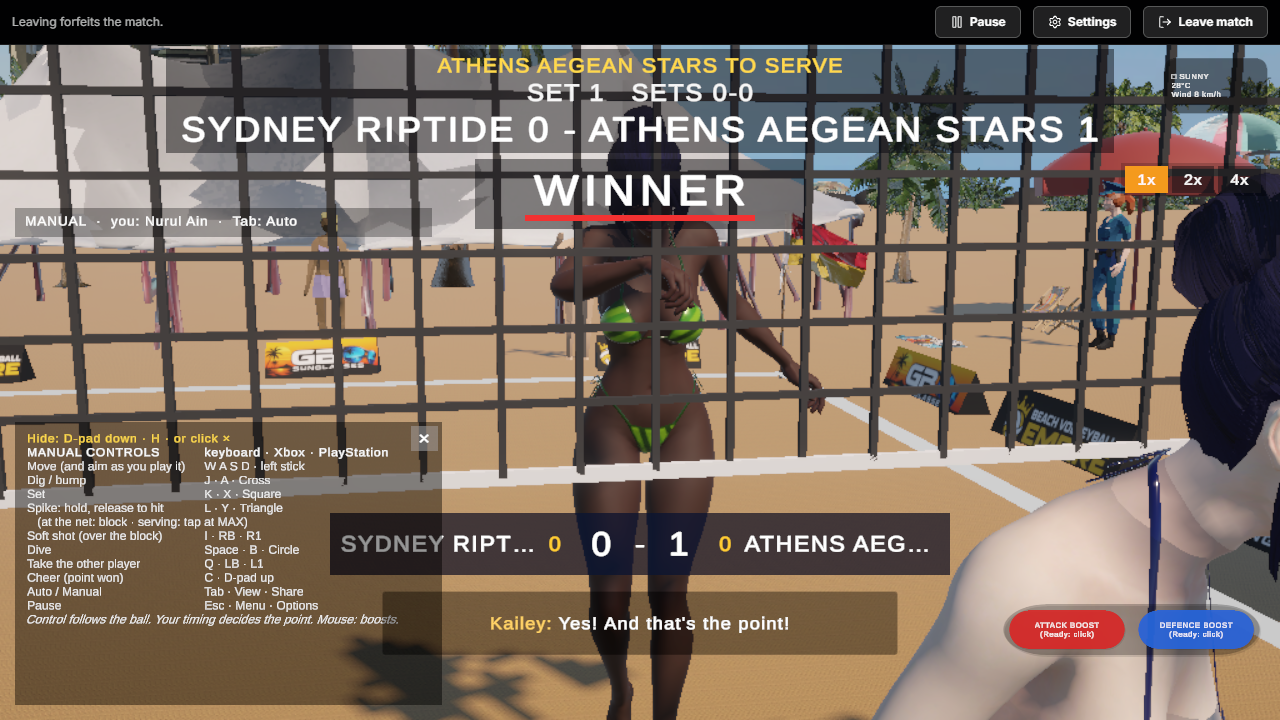 Leaving forfeits the match.
Pause
Settings
Leave match
ATHENS AEGEAN STARS TO SERVE
SET 1 SETS 0-0
SYDNEY RIPTIDE 0 - ATHENS AEGEAN STARS 1
SUNNY
28°C
Wind 8 km/h
WINNER
1x 2x 4x
MANUAL · you: Nurul Ain · Tab: Auto
GB
SUNGLASSES
BEACH VOLLEYBALL
EMPIRE
Hide: D-pad down · H · or click ×
MANUAL CONTROLS keyboard · Xbox · PlayStation
Move (and aim as you play it) W A S D · left stick
Dig / bump J · A · Cross
Set K · X · Square
Spike: hold, release to hit L · Y · Triangle
(at the net: block · serving: tap at MAX)
Soft shot (over the block) I · RB · R1
Dive Space · B · Circle
Take the other player Q · LB · L1
Cheer (point won) C · D-pad up
Auto / Manual Tab · View · Share
Pause Esc · Menu · Options
Control follows the ball. Your timing decides the point. Mouse: boosts.
SYDNEY RIPT... 0 0 - 1 0 ATHENS AEG...
Kailey: Yes! And that's the point!
ATTACK BOOST
(Ready: click)
DEFENCE BOOST
(Ready: click)